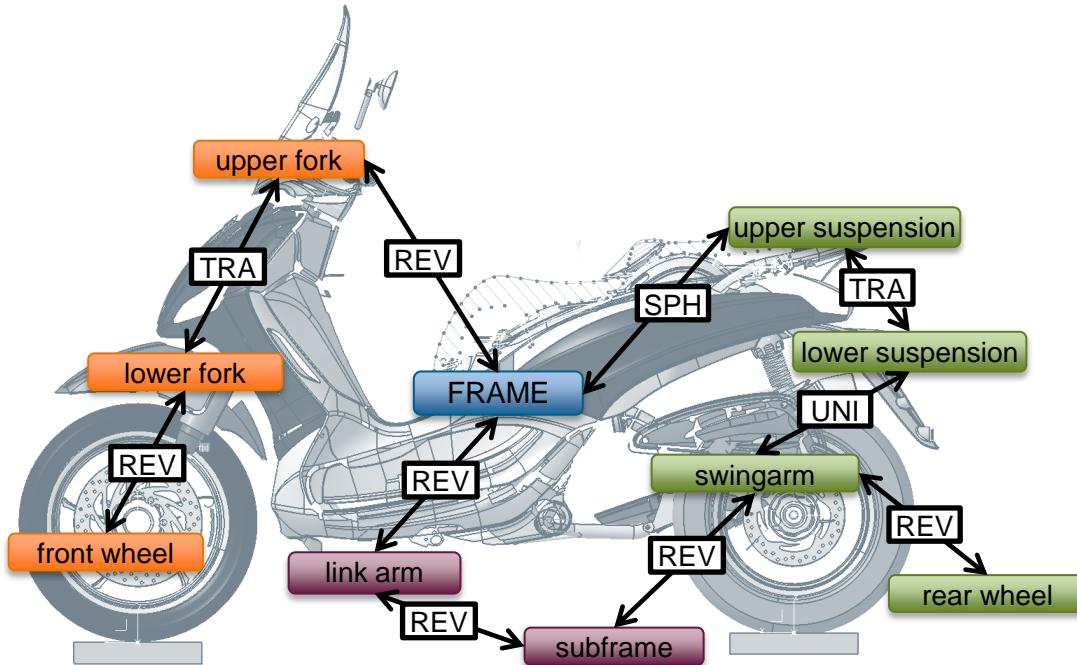 upper fork
upper suspension
REV
TRA
TRA
SPH
lower suspension
lower fork
FRAME
UNI
REV
REV
swingarm
REV
front wheel
REV
link arm
rear wheel
REV
subframe